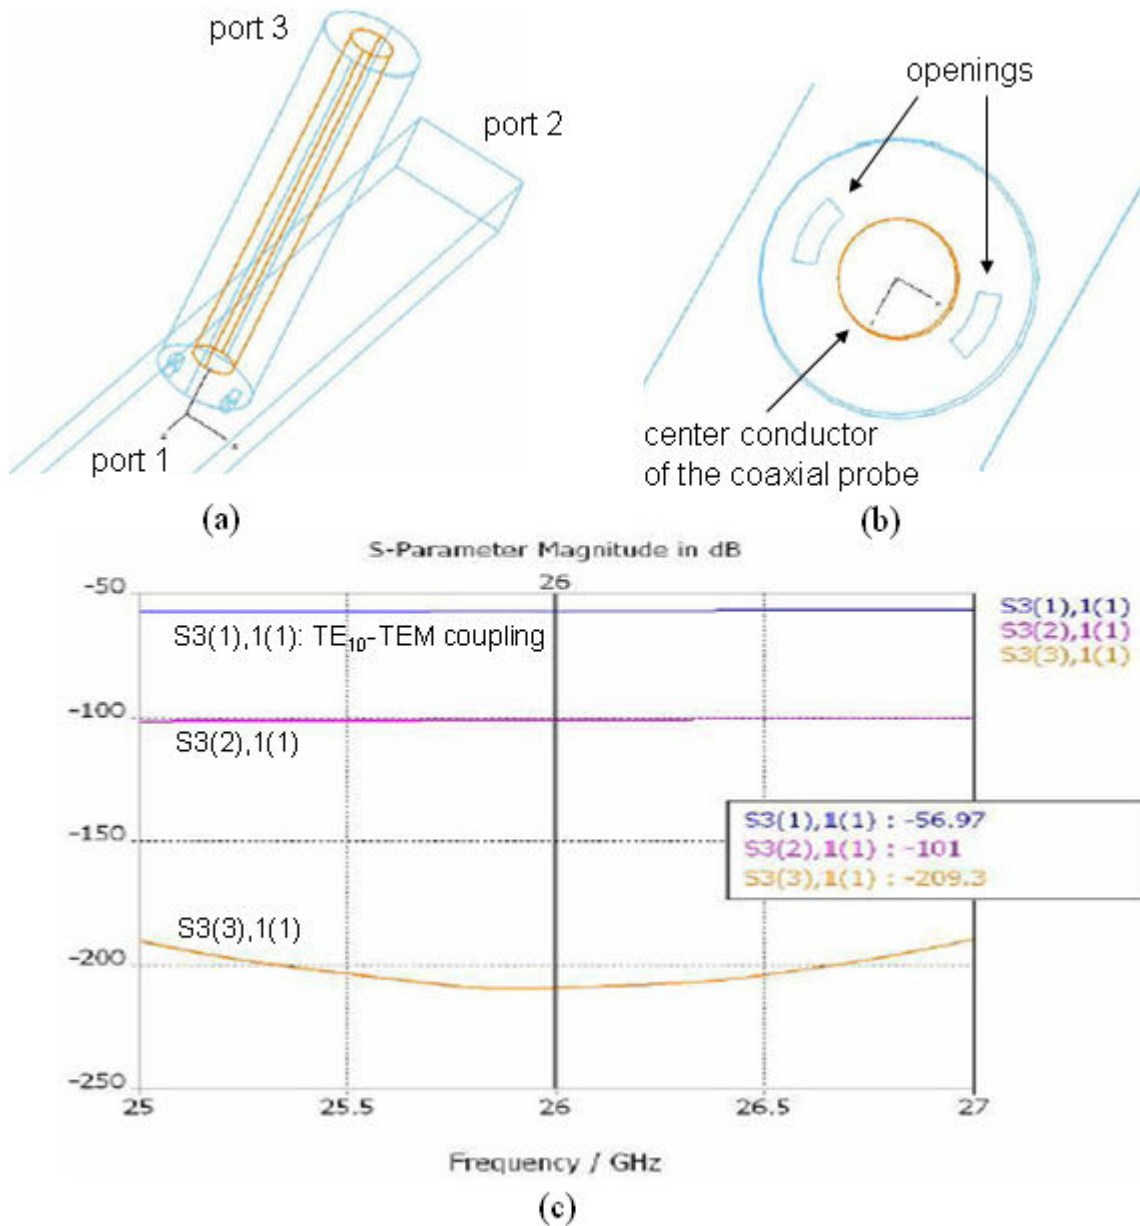 port 3
port 2
port 1
(a)
openings
center conductor
of the coaxial probe
(b)
S-Parameter Magnitude in dB
26
-50
-100
-150
-200
-250
S3(1),1(1): TE10-TEM coupling
S3(2),1(1)
S3(3),1(1)
S3(1),1(1)
S3(2),1(1)
S3(3),1(1)
S3(1),1(1) : -56.97
S3(2),1(1) : -101
S3(3),1(1) : -209.3
25 25.5 26 26.5 27
Frequency / GHz
(c)